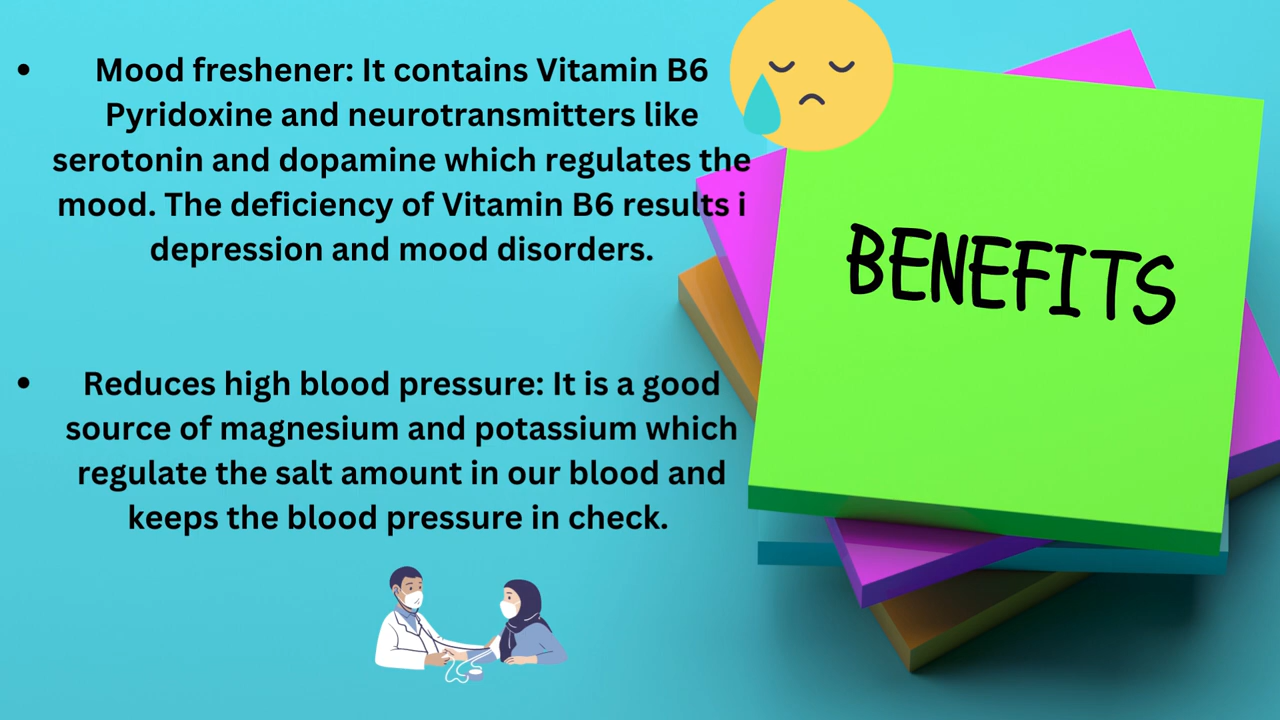 • Mood freshener: It contains Vitamin B6
Pyridoxine and neurotransmitters like
serotonin and dopamine which regulates the
mood. The deficiency of Vitamin B6 results i
depression and mood disorders.
• Reduces high blood pressure: It is a good
source of magnesium and potassium which
regulate the salt amount in our blood and
keeps the blood pressure in check.
BENEFITS